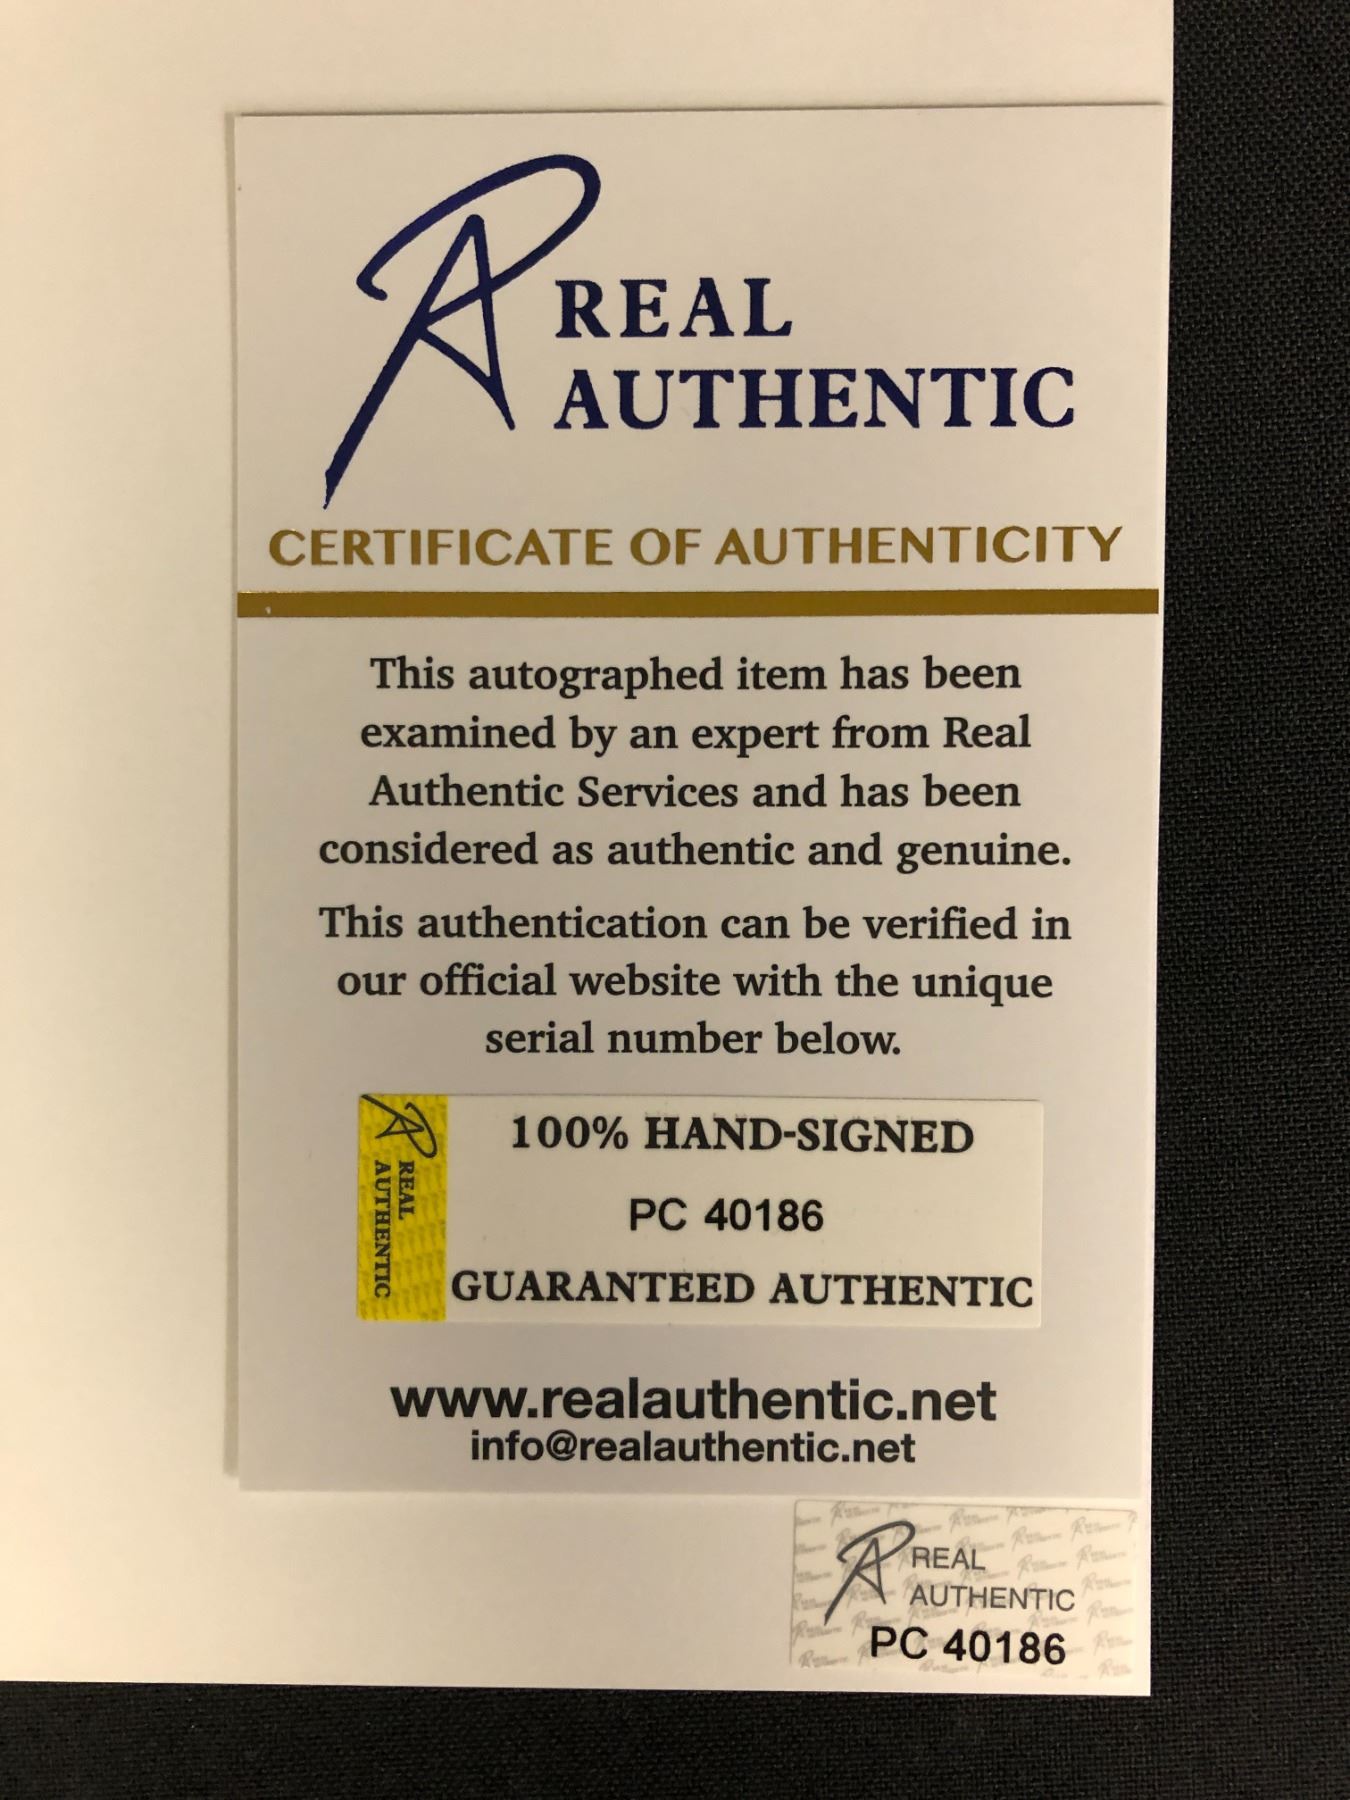 RA REAL
AUTHENTIC
CERTIFICATE OF AUTHENTICITY
This autographed item has been
examined by an expert from Real
Authentic Services and has been
considered as authentic and genuine.
This authentication can be verified in
our official website with the unique
serial number below.
RA REAL
AUTHENTIC
100% HAND-SIGNED
PC 40186
GUARANTEED AUTHENTIC
www.realauthentic.net
info@realauthentic.net
RA REAL
AUTHENTIC
PC 40186